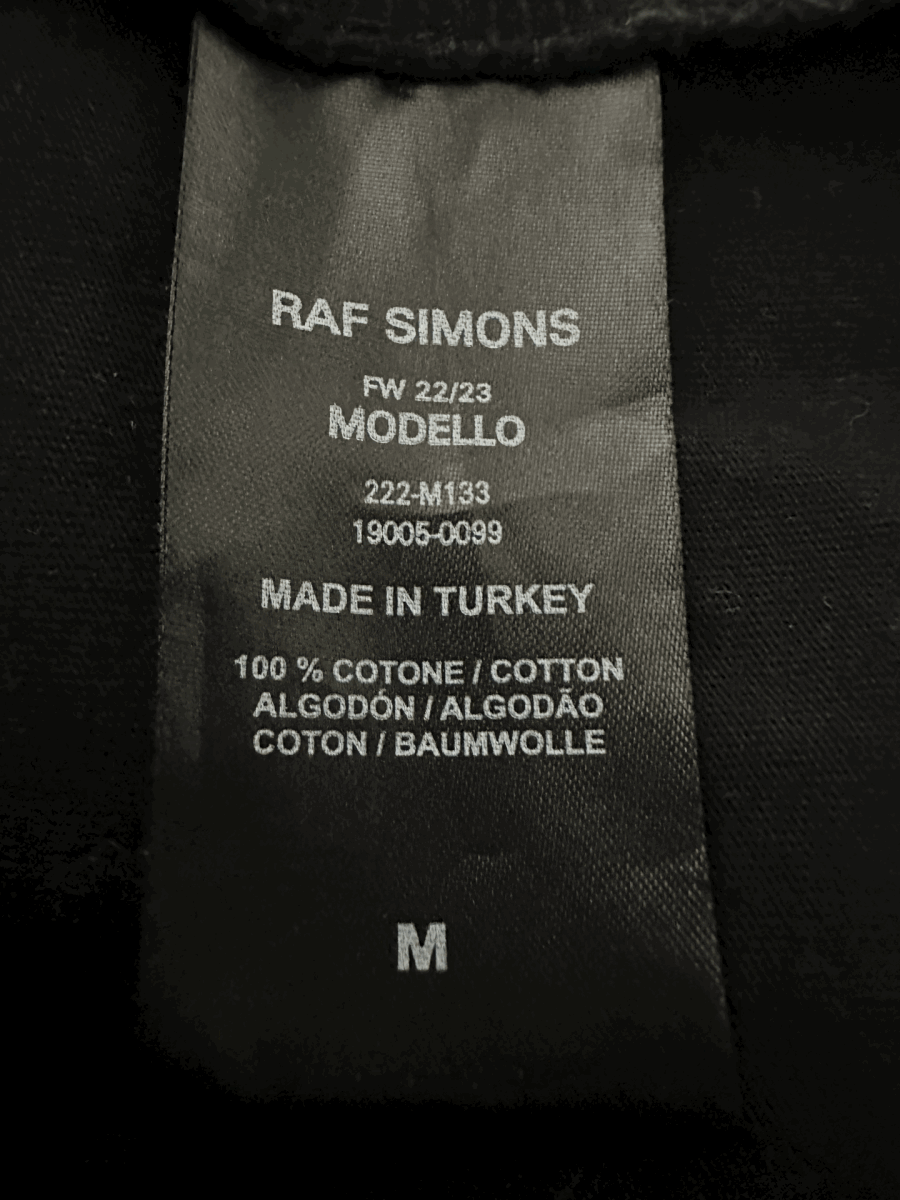 RAF SIMONS
FW 22/23
MODELLO
222-M133
19005-0099
MADE IN TURKEY
100 % COTONE / COTTON
ALGODÓN / ALGODÃO
COTON / BAUMWOLLE
M